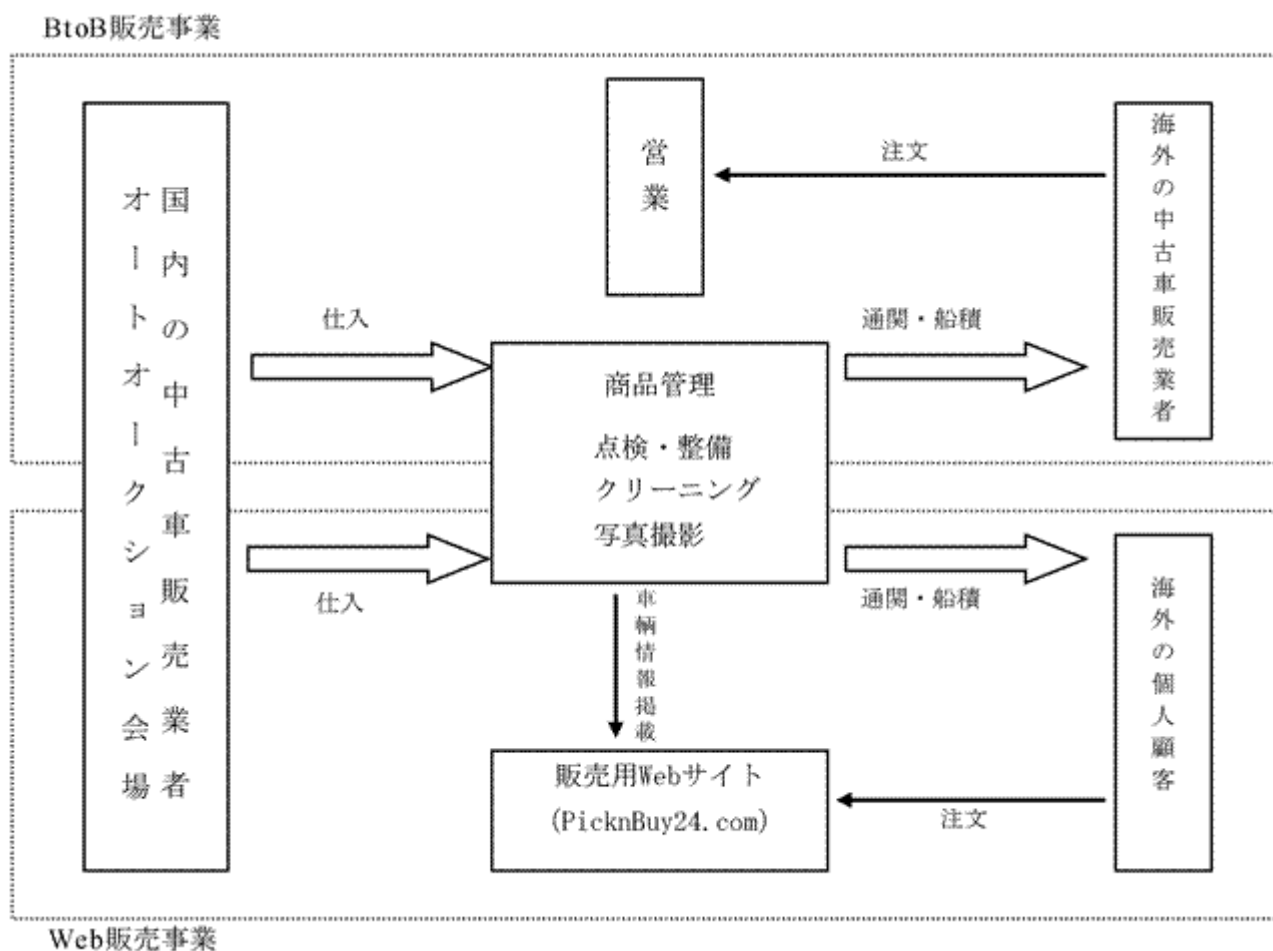 BtoB販売事業
国内の中古車販売業者
オートオークション会場
営業
注文
海外の中古車販売業者
仕入
通関・船積
商品管理
点検・整備
クリーニング
写真撮影
仕入
通関・船積
海外の個人顧客
車輌情報掲載
販売用Webサイト
(PicknBuy24.com)
注文
Web販売事業